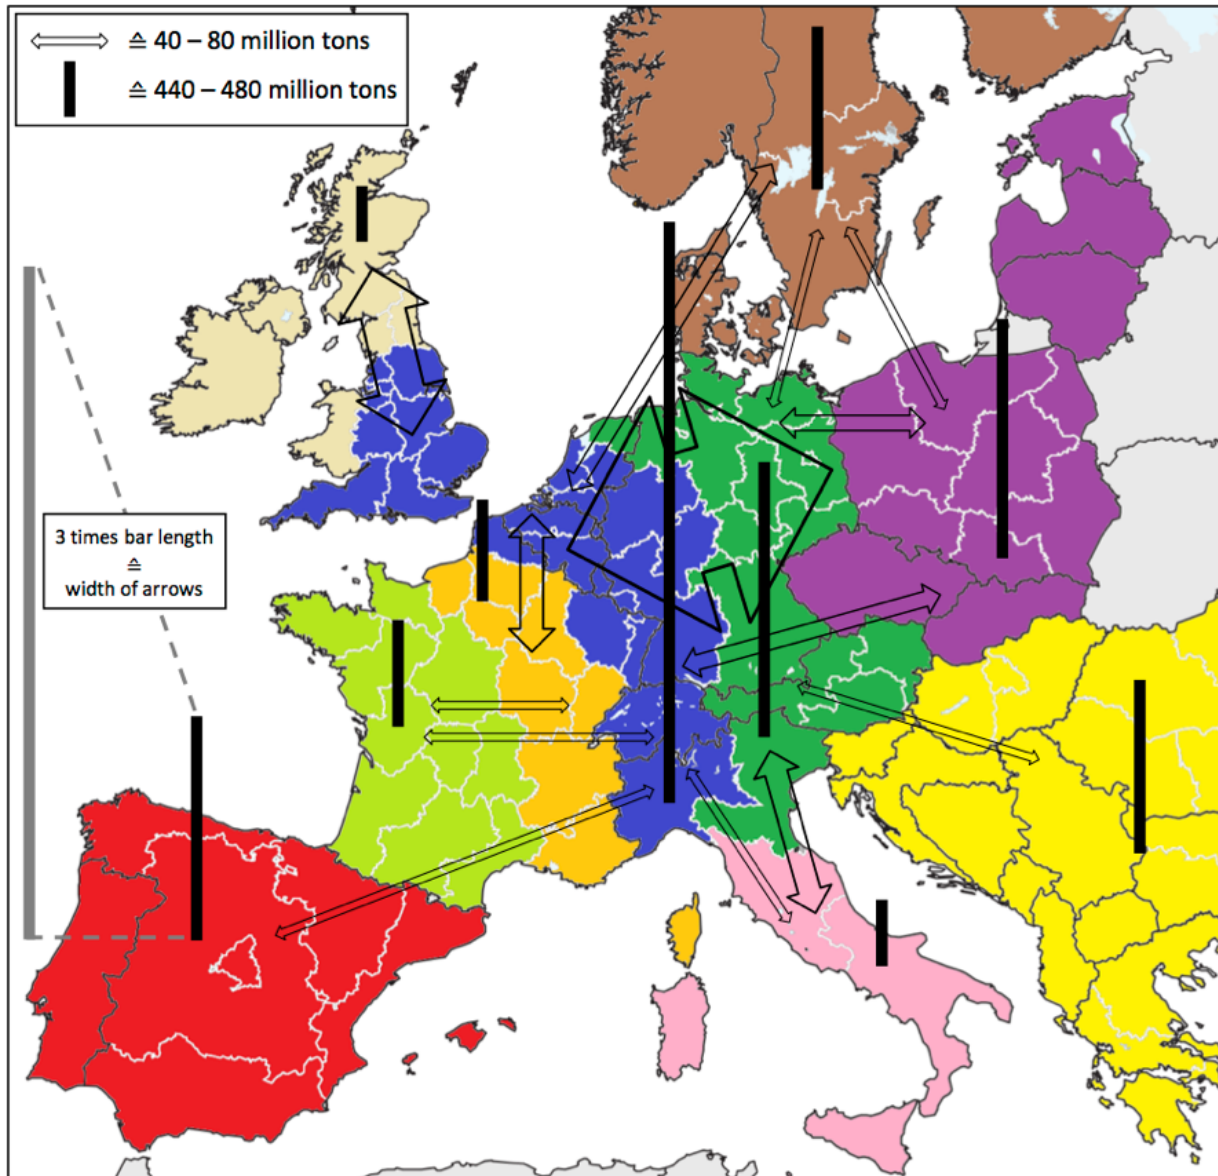 ≙ 40 – 80 million tons
≙ 440 – 480 million tons
3 times bar length
≙
width of arrows